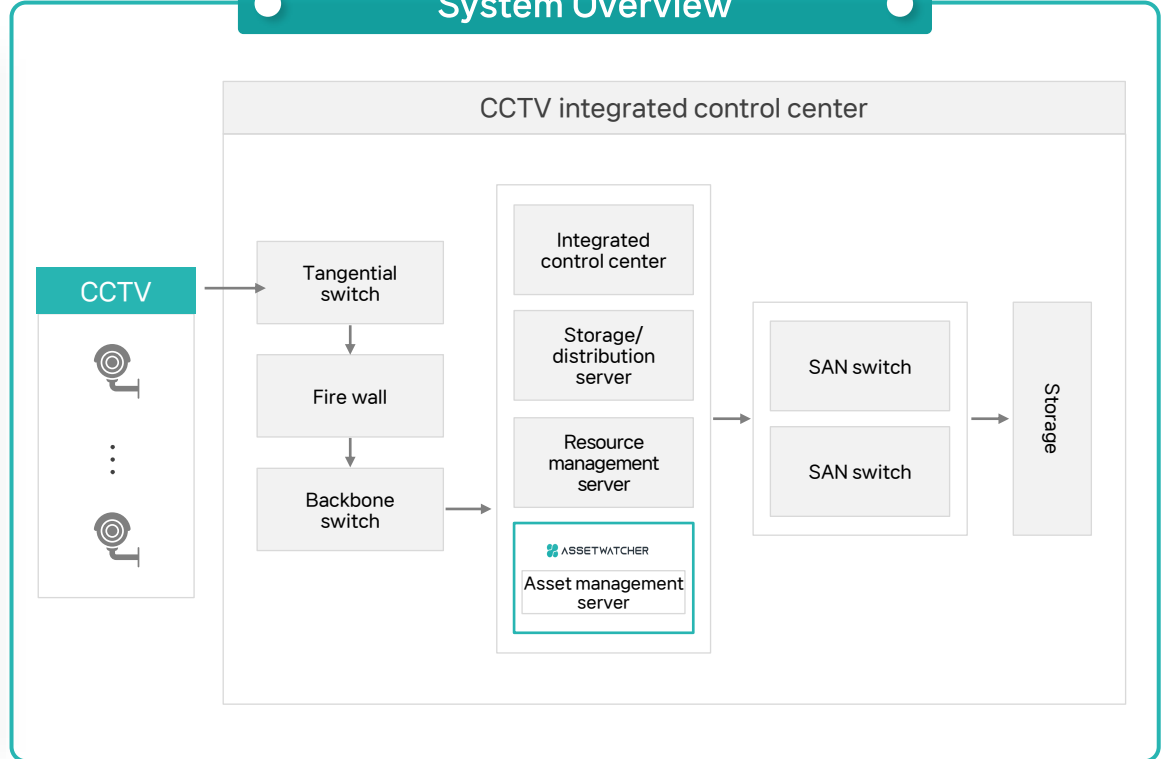 System Overview
CCTV integrated control center
CCTV
Tangential
switch
Fire wall
Backbone
switch
Integrated
control center
Storage/
distribution
server
Resource
management
server
ASSETWATCHER
Asset management
server
SAN switch
SAN switch
Storage